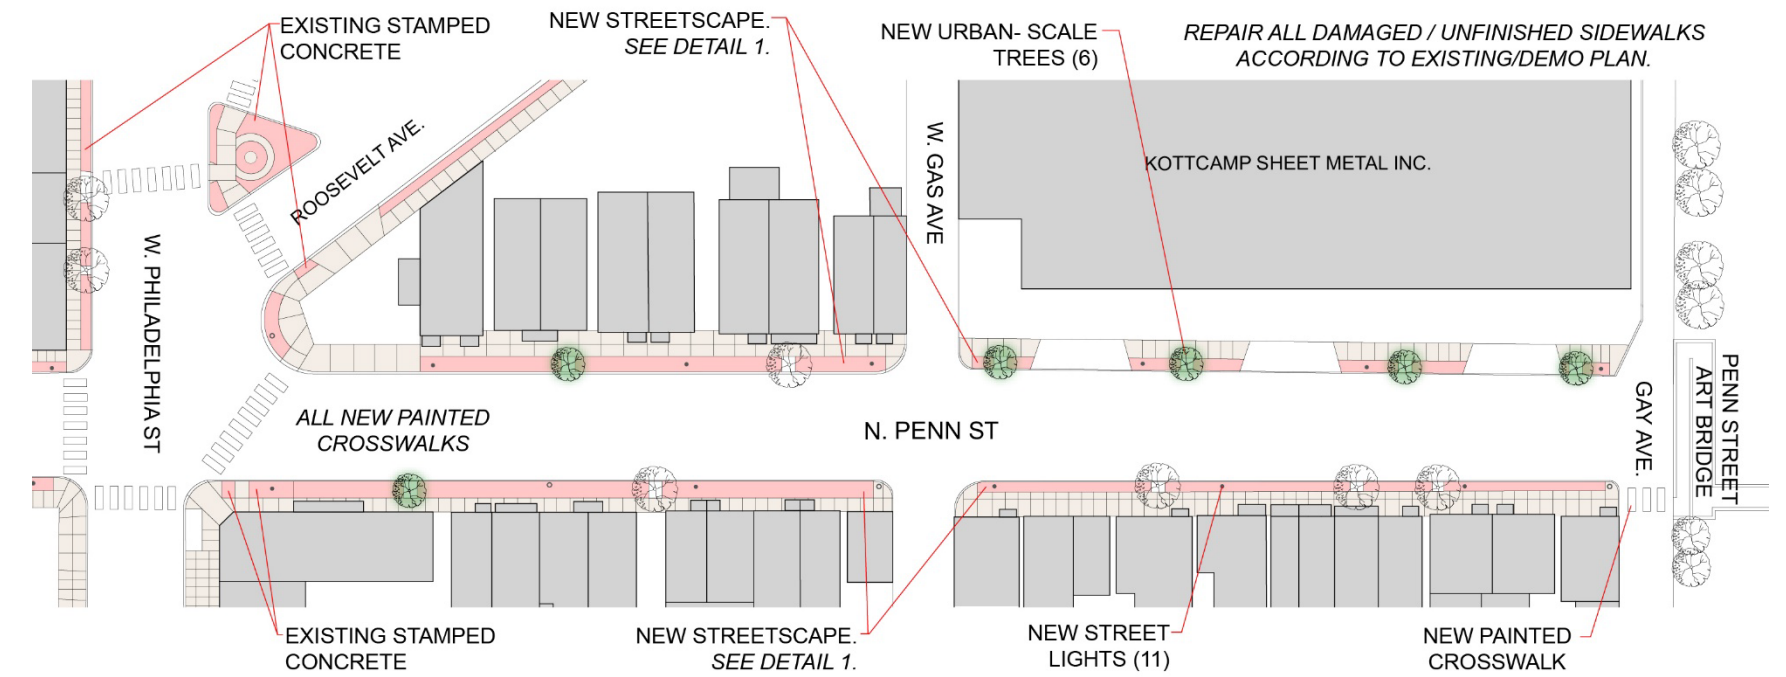 EXISTING STAMPED
CONCRETE
NEW STREETSCAPE.
SEE DETAIL 1.
NEW URBAN- SCALE
TREES (6)
REPAIR ALL DAMAGED / UNFINISHED SIDEWALKS
ACCORDING TO EXISTING/DEMO PLAN.
ROOSEVELT AVE.
W. GAS AVE
KOTTCAMP SHEET METAL INC.
W. PHILADELPHIA ST
ALL NEW PAINTED
CROSSWALKS
N. PENN ST
GAY AVE.
PENN STREET
ART BRIDGE
EXISTING STAMPED
CONCRETE
NEW STREETSCAPE.
SEE DETAIL 1.
NEW STREET
LIGHTS (11)
NEW PAINTED
CROSSWALK